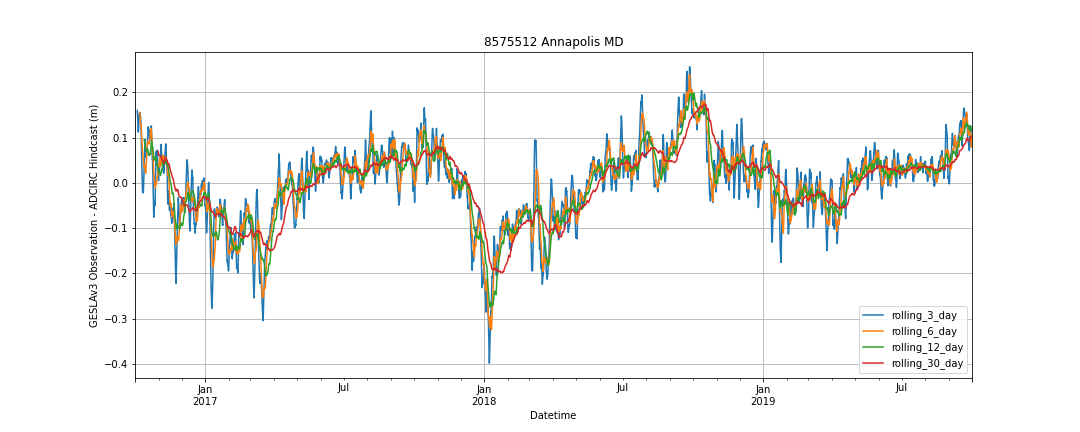 8575512 Annapolis MD
GESLAv3 Observation - ADCIRC Hindcast (m)
0.2
0.1
0.0
−0.1
−0.2
−0.3
−0.4
rolling_3_day
rolling_6_day
rolling_12_day
rolling_30_day
Jan Jul Jan Jul Jan Jul
2017 2018 2019
Datetime